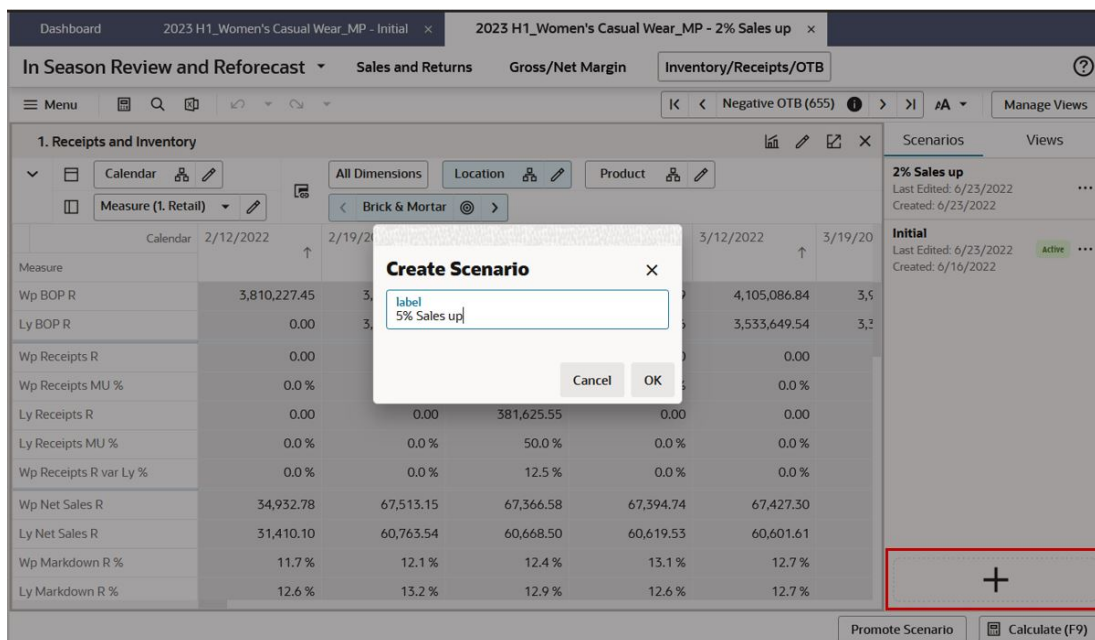 Dashboard 2023 H1_Women's Casual Wear_MP - Initial × 2023 H1_Women's Casual Wear_MP - 2% Sales up ×
In Season Review and Reforecast Sales and Returns Gross/Net Margin Inventory/Receipts/OTB
Menu Negative OTB (655) AA Manage Views
1. Receipts and Inventory Scenarios Views
Calendar All Dimensions Location Product
Measure (1. Retail) Brick & Mortar
2% Sales up
Last Edited: 6/23/2022
Created: 6/23/2022
Initial
Last Edited: 6/23/2022 Active
Created: 6/16/2022
Calendar 2/12/2022 3/12/2022
Measure
Create Scenario ×
label
5% Sales up
Cancel OK
Wp BOP R 3,810,227.45 4,105,086.84
Ly BOP R 0.00 3,533,649.54
Wp Receipts R 0.00 0.00
Wp Receipts MU % 0.0 % 0.0 %
Ly Receipts R 0.00 0.00 381,625.55 0.00 0.00
Ly Receipts MU % 0.0 % 0.0 % 50.0 % 0.0 % 0.0 %
Wp Receipts R var Ly % 0.0 % 0.0 % 12.5 % 0.0 % 0.0 %
Wp Net Sales R 34,932.78 67,513.15 67,366.58 67,394.74 67,427.30
Ly Net Sales R 31,410.10 60,763.54 60,668.50 60,619.53 60,601.61
Wp Markdown R % 11.7 % 12.1 % 12.4 % 13.1 % 12.7 %
Ly Markdown R % 12.6 % 13.2 % 12.9 % 12.6 % 12.7 %
Promote Scenario Calculate (F9)